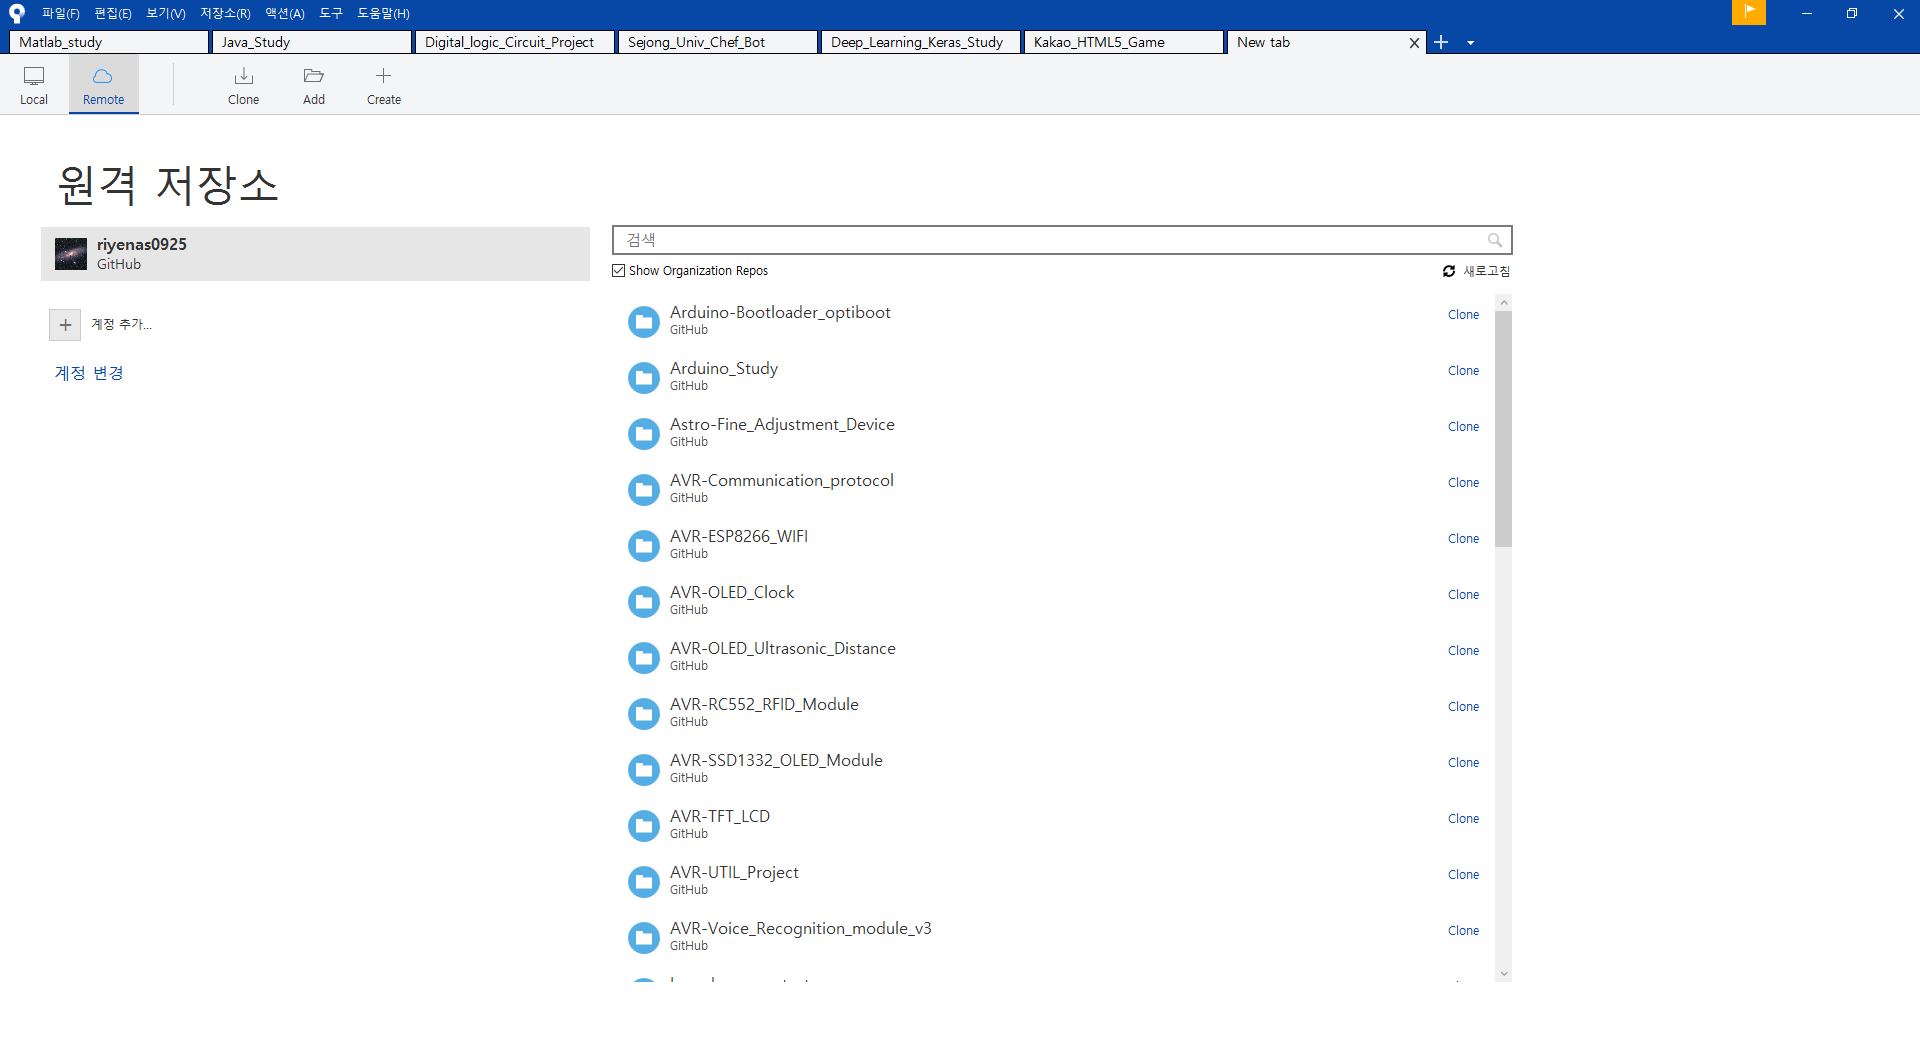 파일(F) 편집(E) 보기(V) 저장소(R) 액션(A) 도구 도움말(H)
Matlab_study Java_Study Digital_logic_Circuit_Project Sejong_Univ_Chef_Bot Deep_Learning_Keras_Study Kakao_HTML5_Game New tab
Local Remote Clone Add Create
원격 저장소
riyenas0925
GitHub
계정 추가...
계정 변경
검색
Show Organization Repos 새로고침
Arduino-Bootloader_optiboot Clone
GitHub
Arduino_Study Clone
GitHub
Astro-Fine_Adjustment_Device Clone
GitHub
AVR-Communication_protocol Clone
GitHub
AVR-ESP8266_WIFI Clone
GitHub
AVR-OLED_Clock Clone
GitHub
AVR-OLED_Ultrasonic_Distance Clone
GitHub
AVR-RC552_RFID_Module Clone
GitHub
AVR-SSD1332_OLED_Module Clone
GitHub
AVR-TFT_LCD Clone
GitHub
AVR-UTIL_Project Clone
GitHub
AVR-Voice_Recognition_module_v3 Clone
GitHub